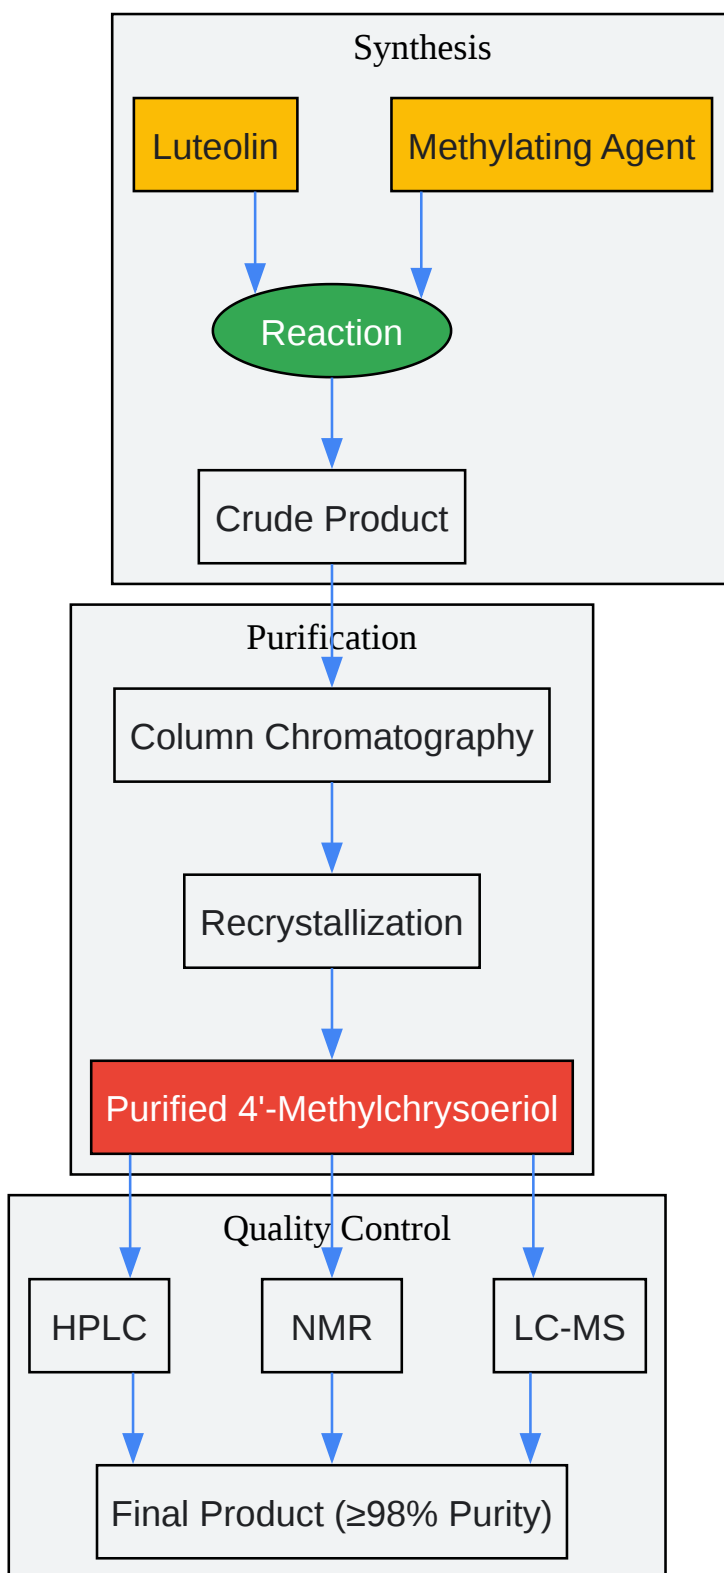 Synthesis
Luteolin
Methylating Agent
Reaction
Crude Product
Purification
Column Chromatography
Recrystallization
Purified 4'-Methylchrysoeriol
Quality Control
HPLC
NMR
LC-MS
Final Product (≥98% Purity)